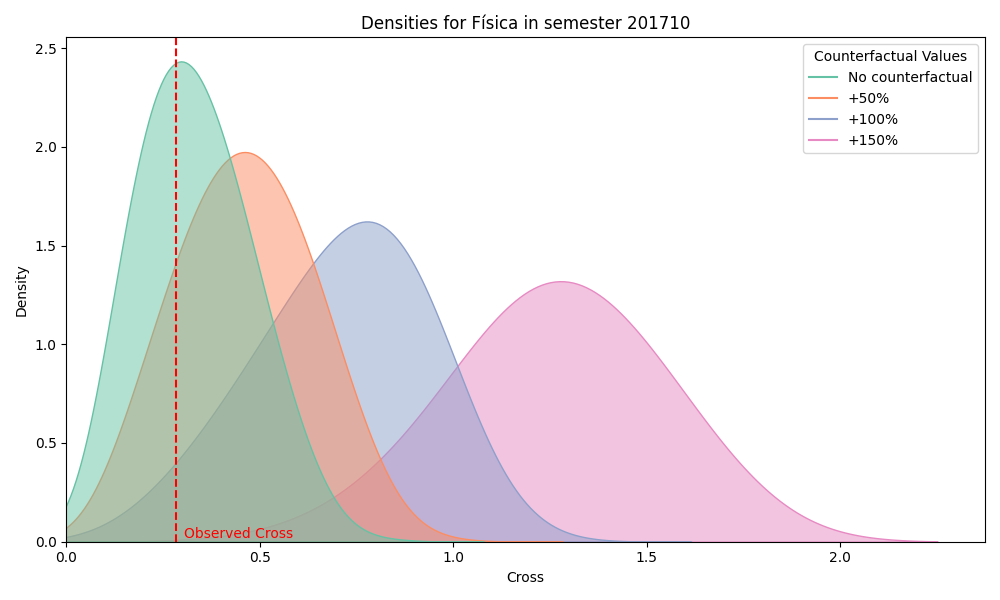 Densities for Física in semester 201710
Counterfactual Values
No counterfactual
+50%
+100%
+150%
Density
2.5
2.0
1.5
1.0
0.5
0.0
Observed Cross
0.0 0.5 1.0 1.5 2.0
Cross